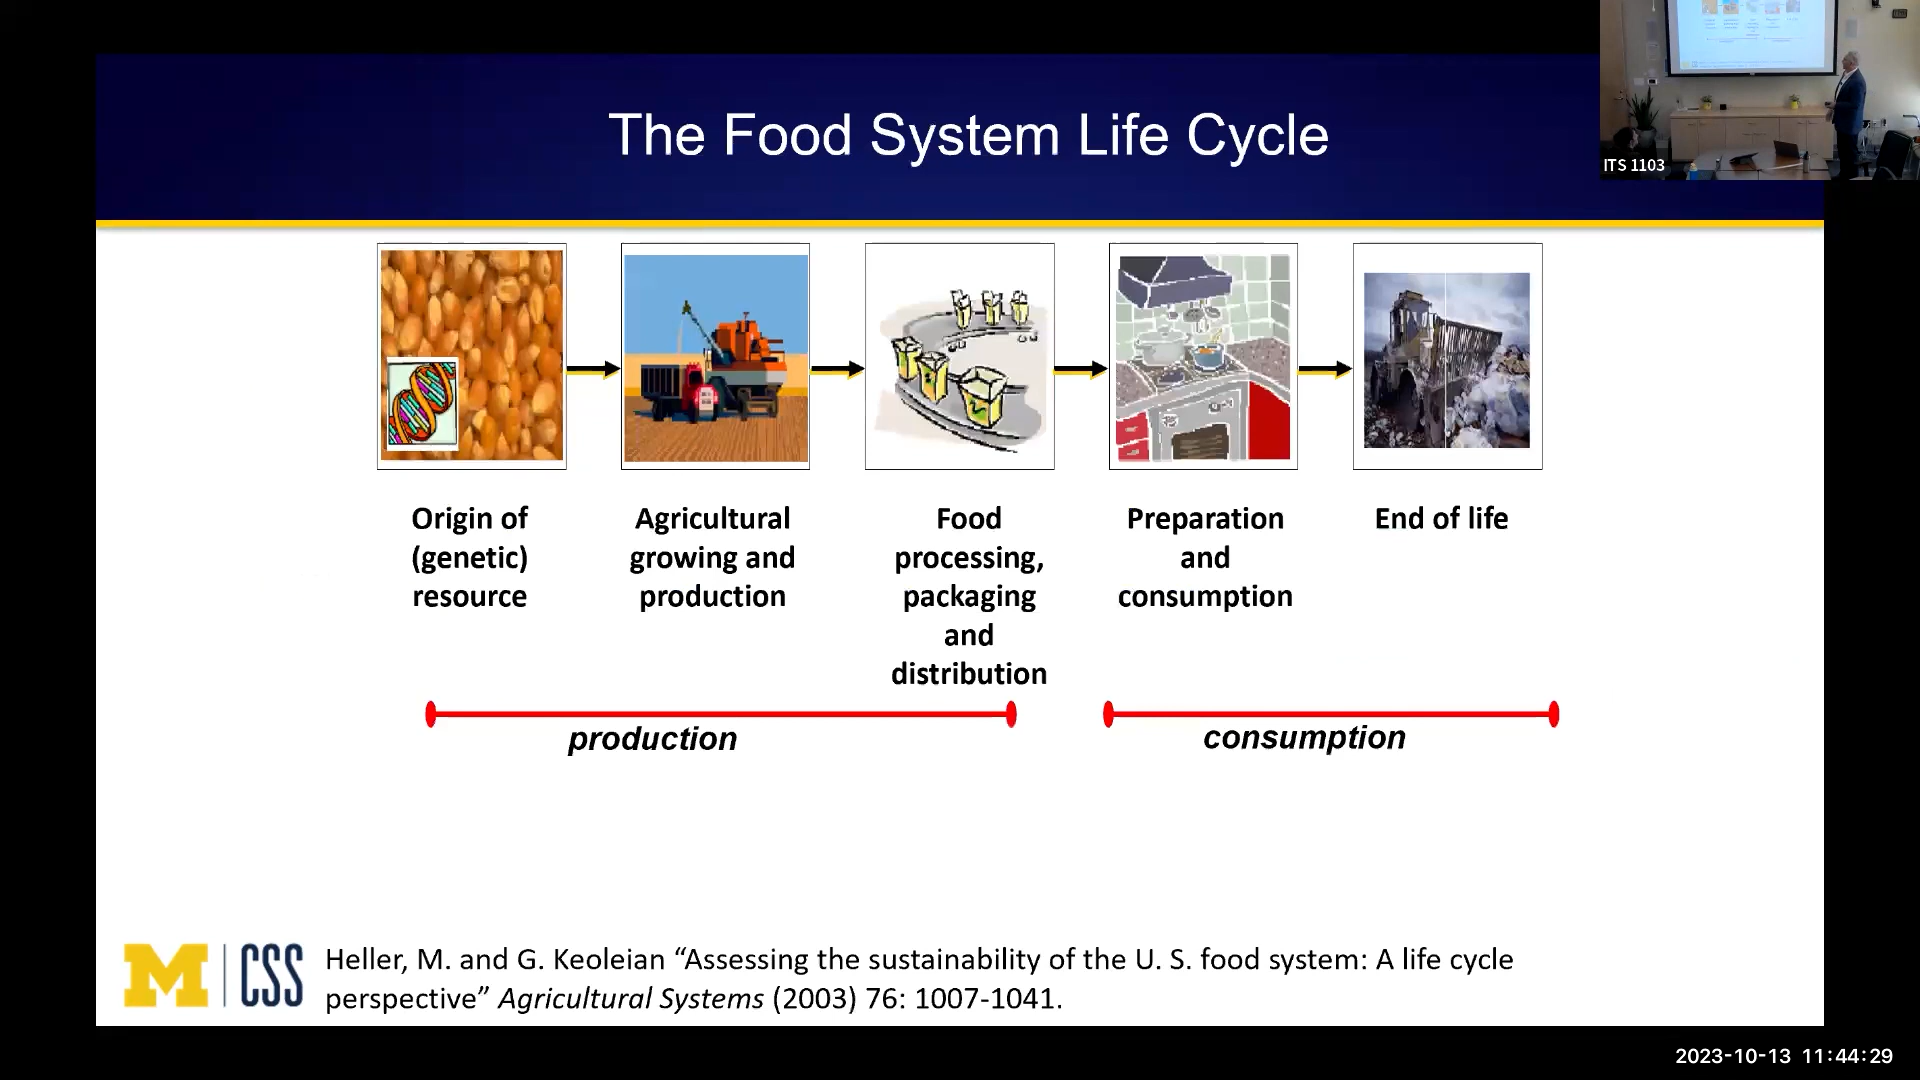 The Food System Life Cycle
ITS 1103
Origin of
(genetic)
resource
Agricultural
growing and
production
Food
processing,
packaging
and
distribution
Preparation
and
consumption
End of life
production
consumption
M | CSS
Heller, M. and G. Keoleian “Assessing the sustainability of the U. S. food system: A life cycle
perspective” Agricultural Systems (2003) 76: 1007-1041.
2023-10-13 11:44:29